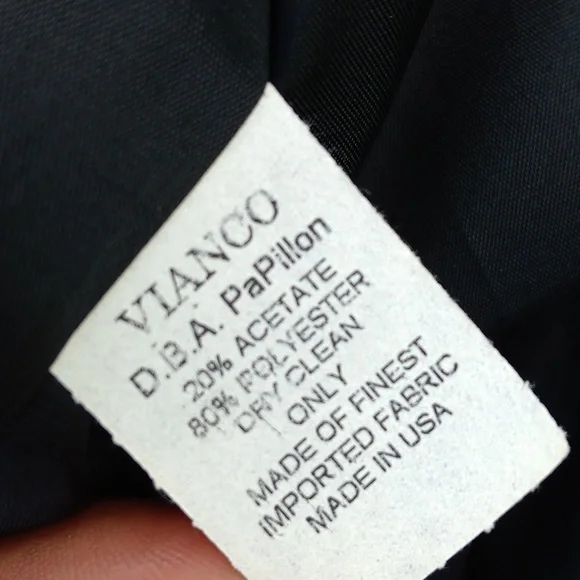 VIANCO
D.B.A. PaPillon
20% ACETATE
80% POLYESTER
DRY CLEAN
ONLY
MADE OF FINEST
IMPORTED FABRIC
MADE IN USA